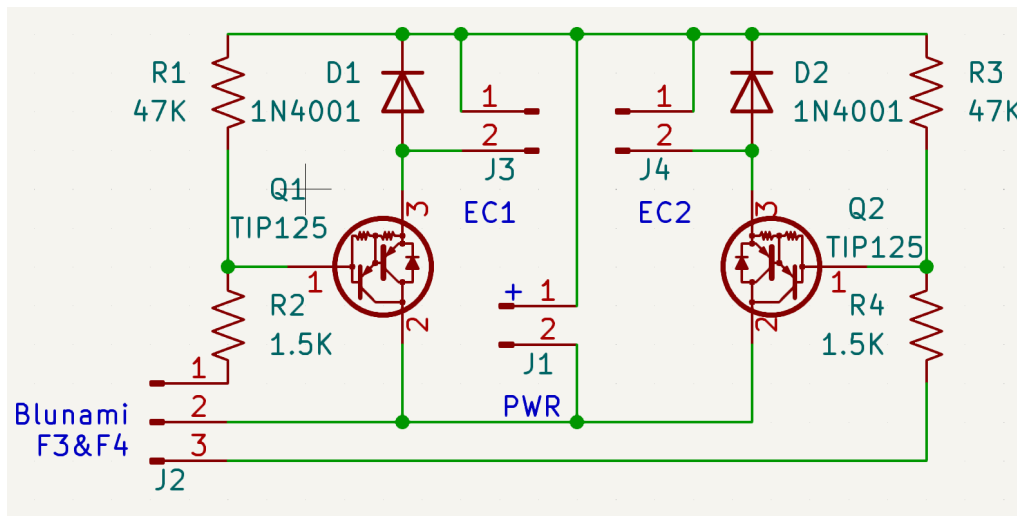 R1
47K
D1
1N4001
1
2
J3
1
2
J4
D2
1N4001
R3
47K
Q1
TIP125
3
EC1
EC2
3
Q2
TIP125
1
2
R2
1.5K
+ 1
2
J1
PWR
2
1
R4
1.5K
Blunami
F3&F4
1
2
3
J2